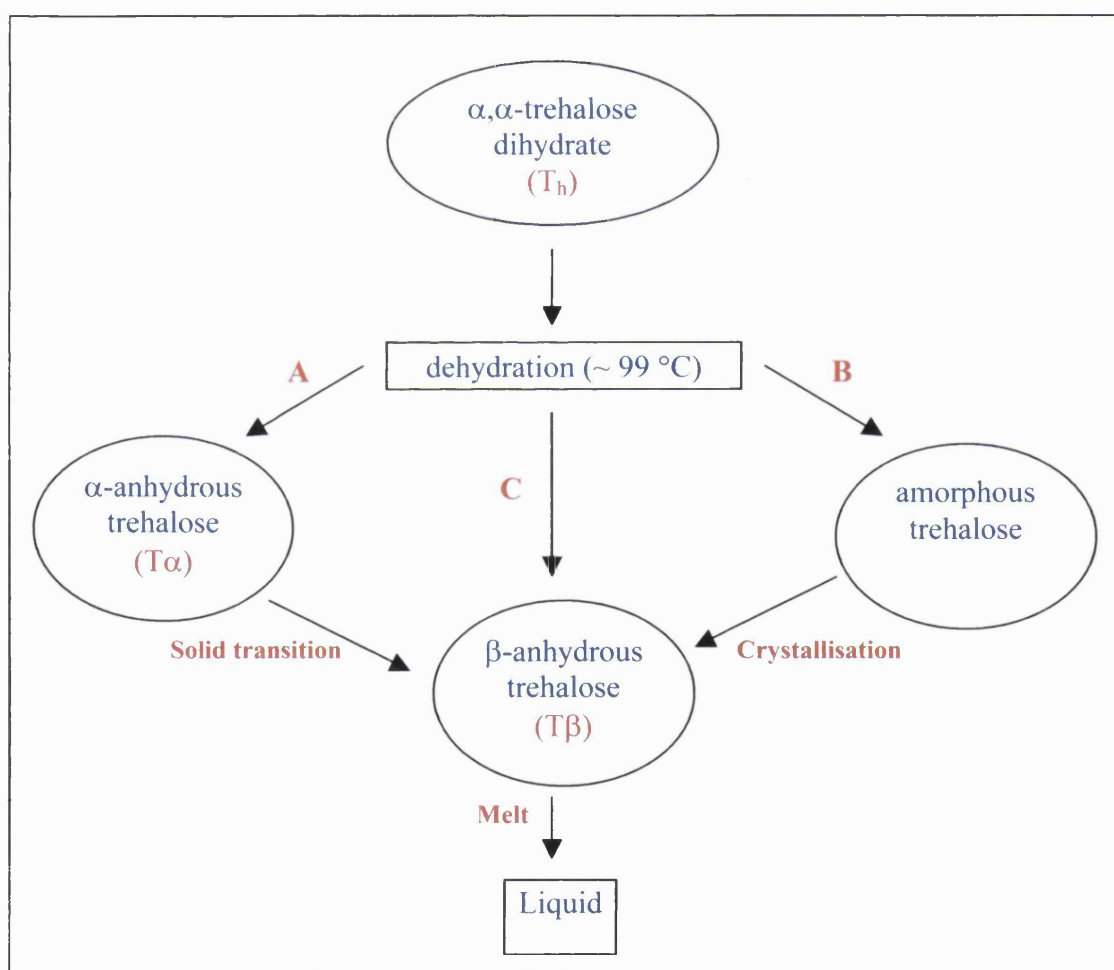 α,α-trehalose
dihydrate
(Tₕ)
dehydration (~ 99 °C)
A
B
C
α-anhydrous
trehalose
(Tα)
amorphous
trehalose
Solid transition
Crystallisation
β-anhydrous
trehalose
(Tβ)
Melt
Liquid